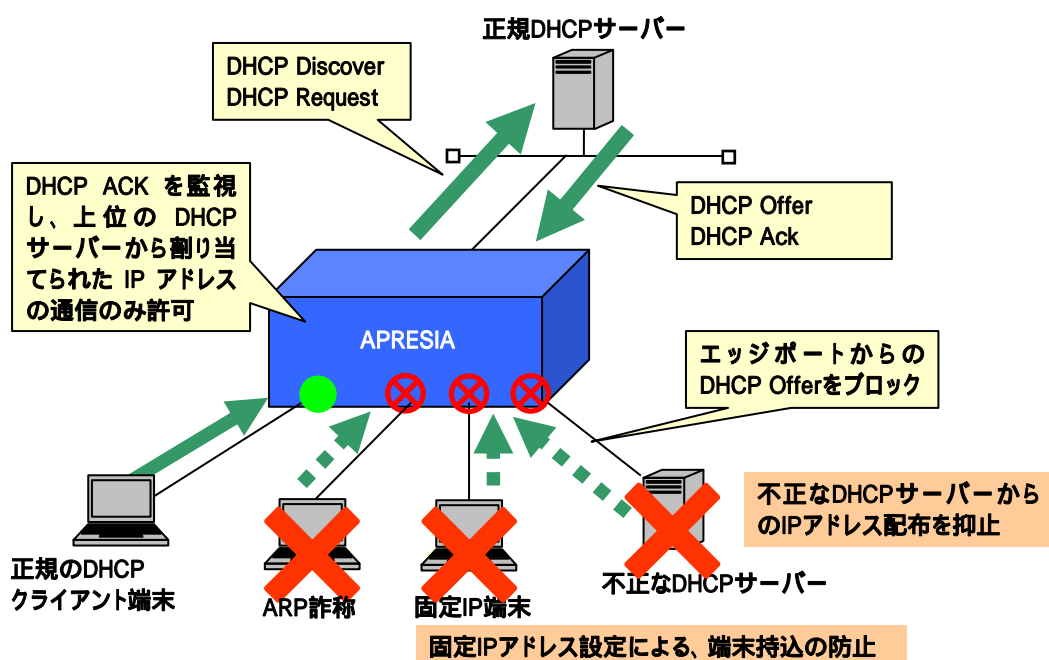 正規DHCPサーバー
DHCP Discover
DHCP Request
DHCP ACK を監視
し、上位の DHCP
サーバーから割り当
てられた IP アドレス
の通信のみ許可
DHCP Offer
DHCP Ack
APRESIA
エッジポートからの
DHCP Offerをブロック
不正なDHCPサーバーから
のIPアドレス配布を抑止
正規のDHCP
クライアント端末
ARP詐称
固定IP端末
不正なDHCPサーバー
固定IPアドレス設定による、端末持込の防止